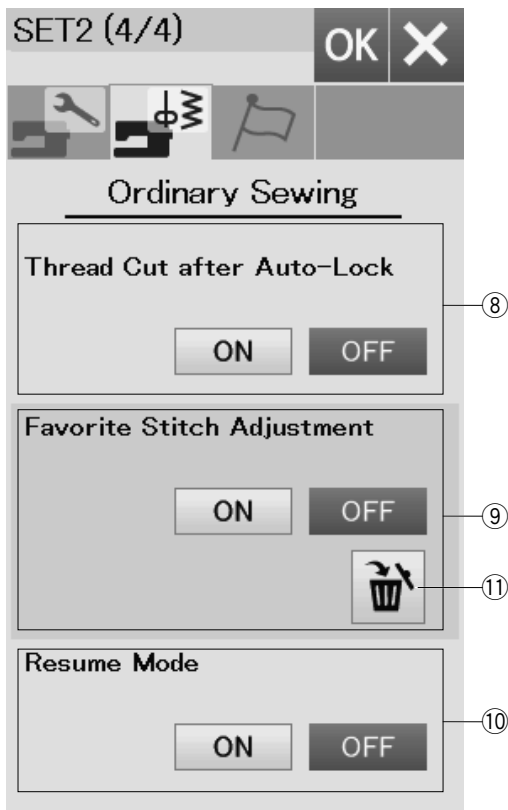 SET2 (4/4)
OK
Ordinary Sewing
Thread Cut after Auto-Lock
ON OFF
⑧
Favorite Stitch Adjustment
ON OFF
⑨
⑪
Resume Mode
ON OFF
⑩